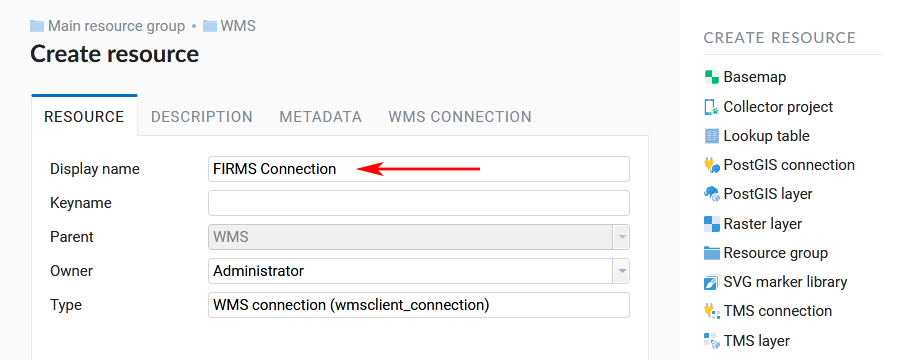 Main resource group • WMS
Create resource
RESOURCE DESCRIPTION METADATA WMS CONNECTION
Display name FIRMS Connection
Keyname
Parent WMS
Owner Administrator
Type WMS connection (wmsclient_connection)
CREATE RESOURCE
Basemap
Collector project
Lookup table
PostGIS connection
PostGIS layer
Raster layer
Resource group
SVG marker library
TMS connection
TMS layer